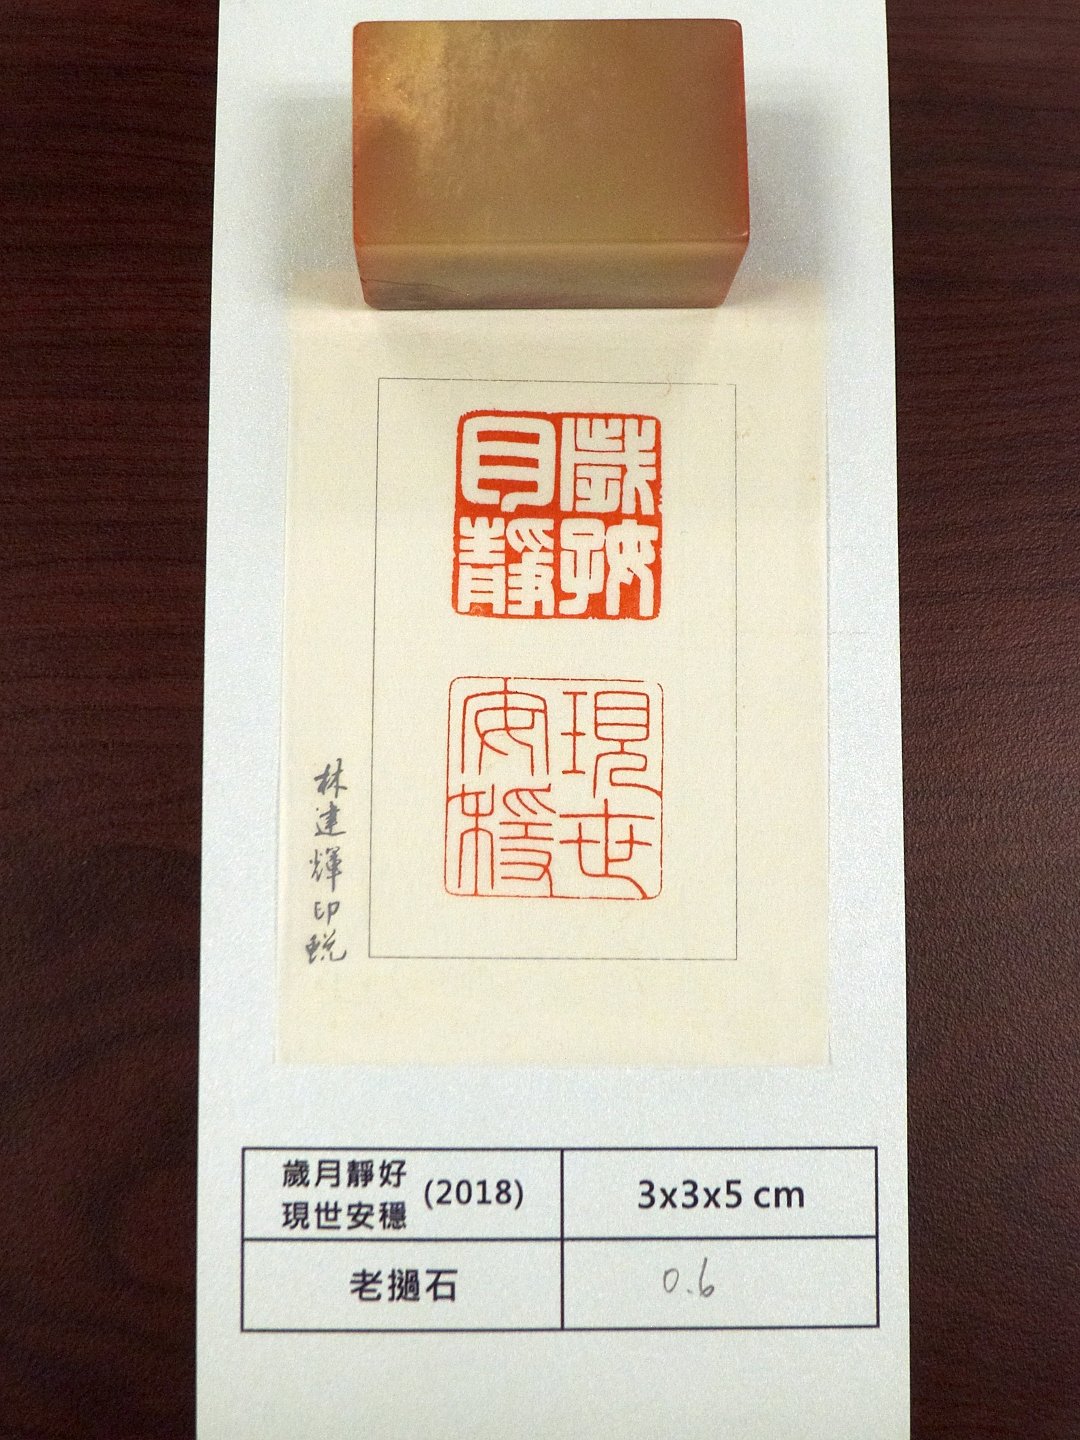 歲月靜好
現世
安穩
林建輝印蛻
歲月靜好
現世安穩
(2018)
3x3x5 cm
老撾石
0.6